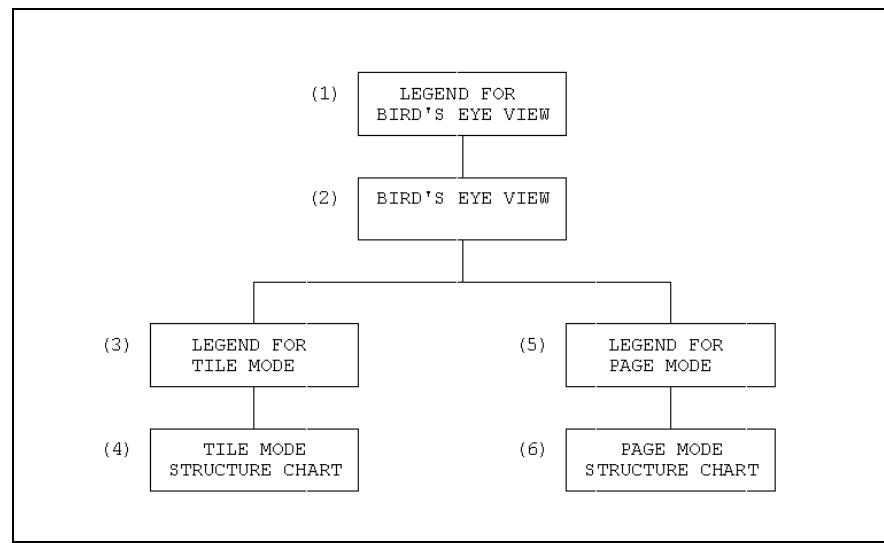 (1) LEGEND FOR
BIRD'S EYE VIEW
(2) BIRD'S EYE VIEW
(3) LEGEND FOR
TILE MODE
(5) LEGEND FOR
PAGE MODE
(4) TILE MODE
STRUCTURE CHART
(6) PAGE MODE
STRUCTURE CHART